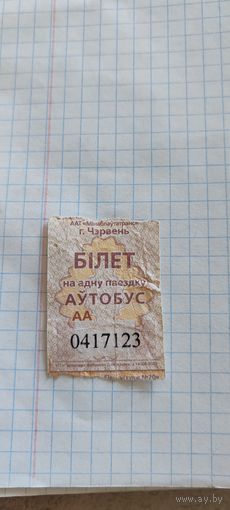 ААТ «Мінаблаўтатранс»
г. Чэрвень
БІЛЕТ
на адну паездку
АЎТОБУС
АА
0417123
www.ay.by